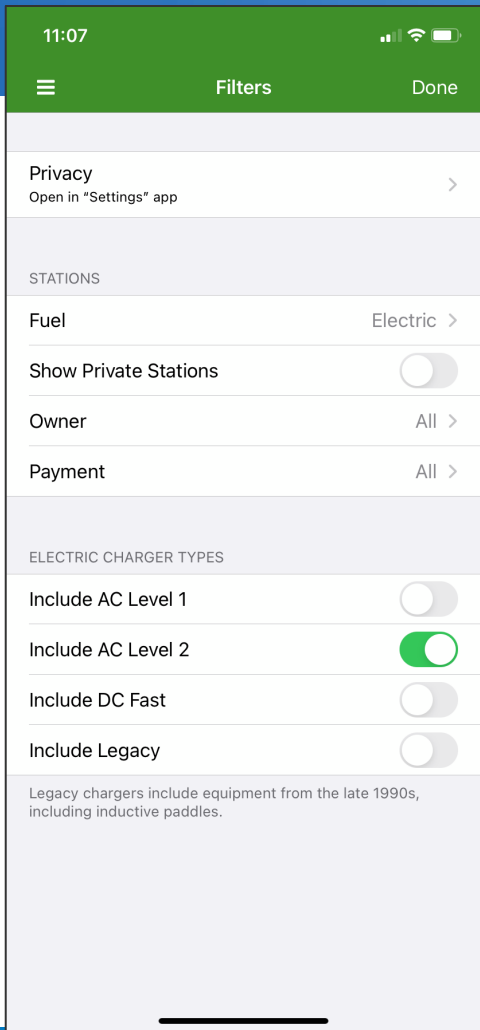 11:07
Filters
Done
Privacy
Open in “Settings” app
STATIONS
Fuel
Electric
Show Private Stations
Owner
All
Payment
All
ELECTRIC CHARGER TYPES
Include AC Level 1
Include AC Level 2
Include DC Fast
Include Legacy
Legacy chargers include equipment from the late 1990s,
including inductive paddles.